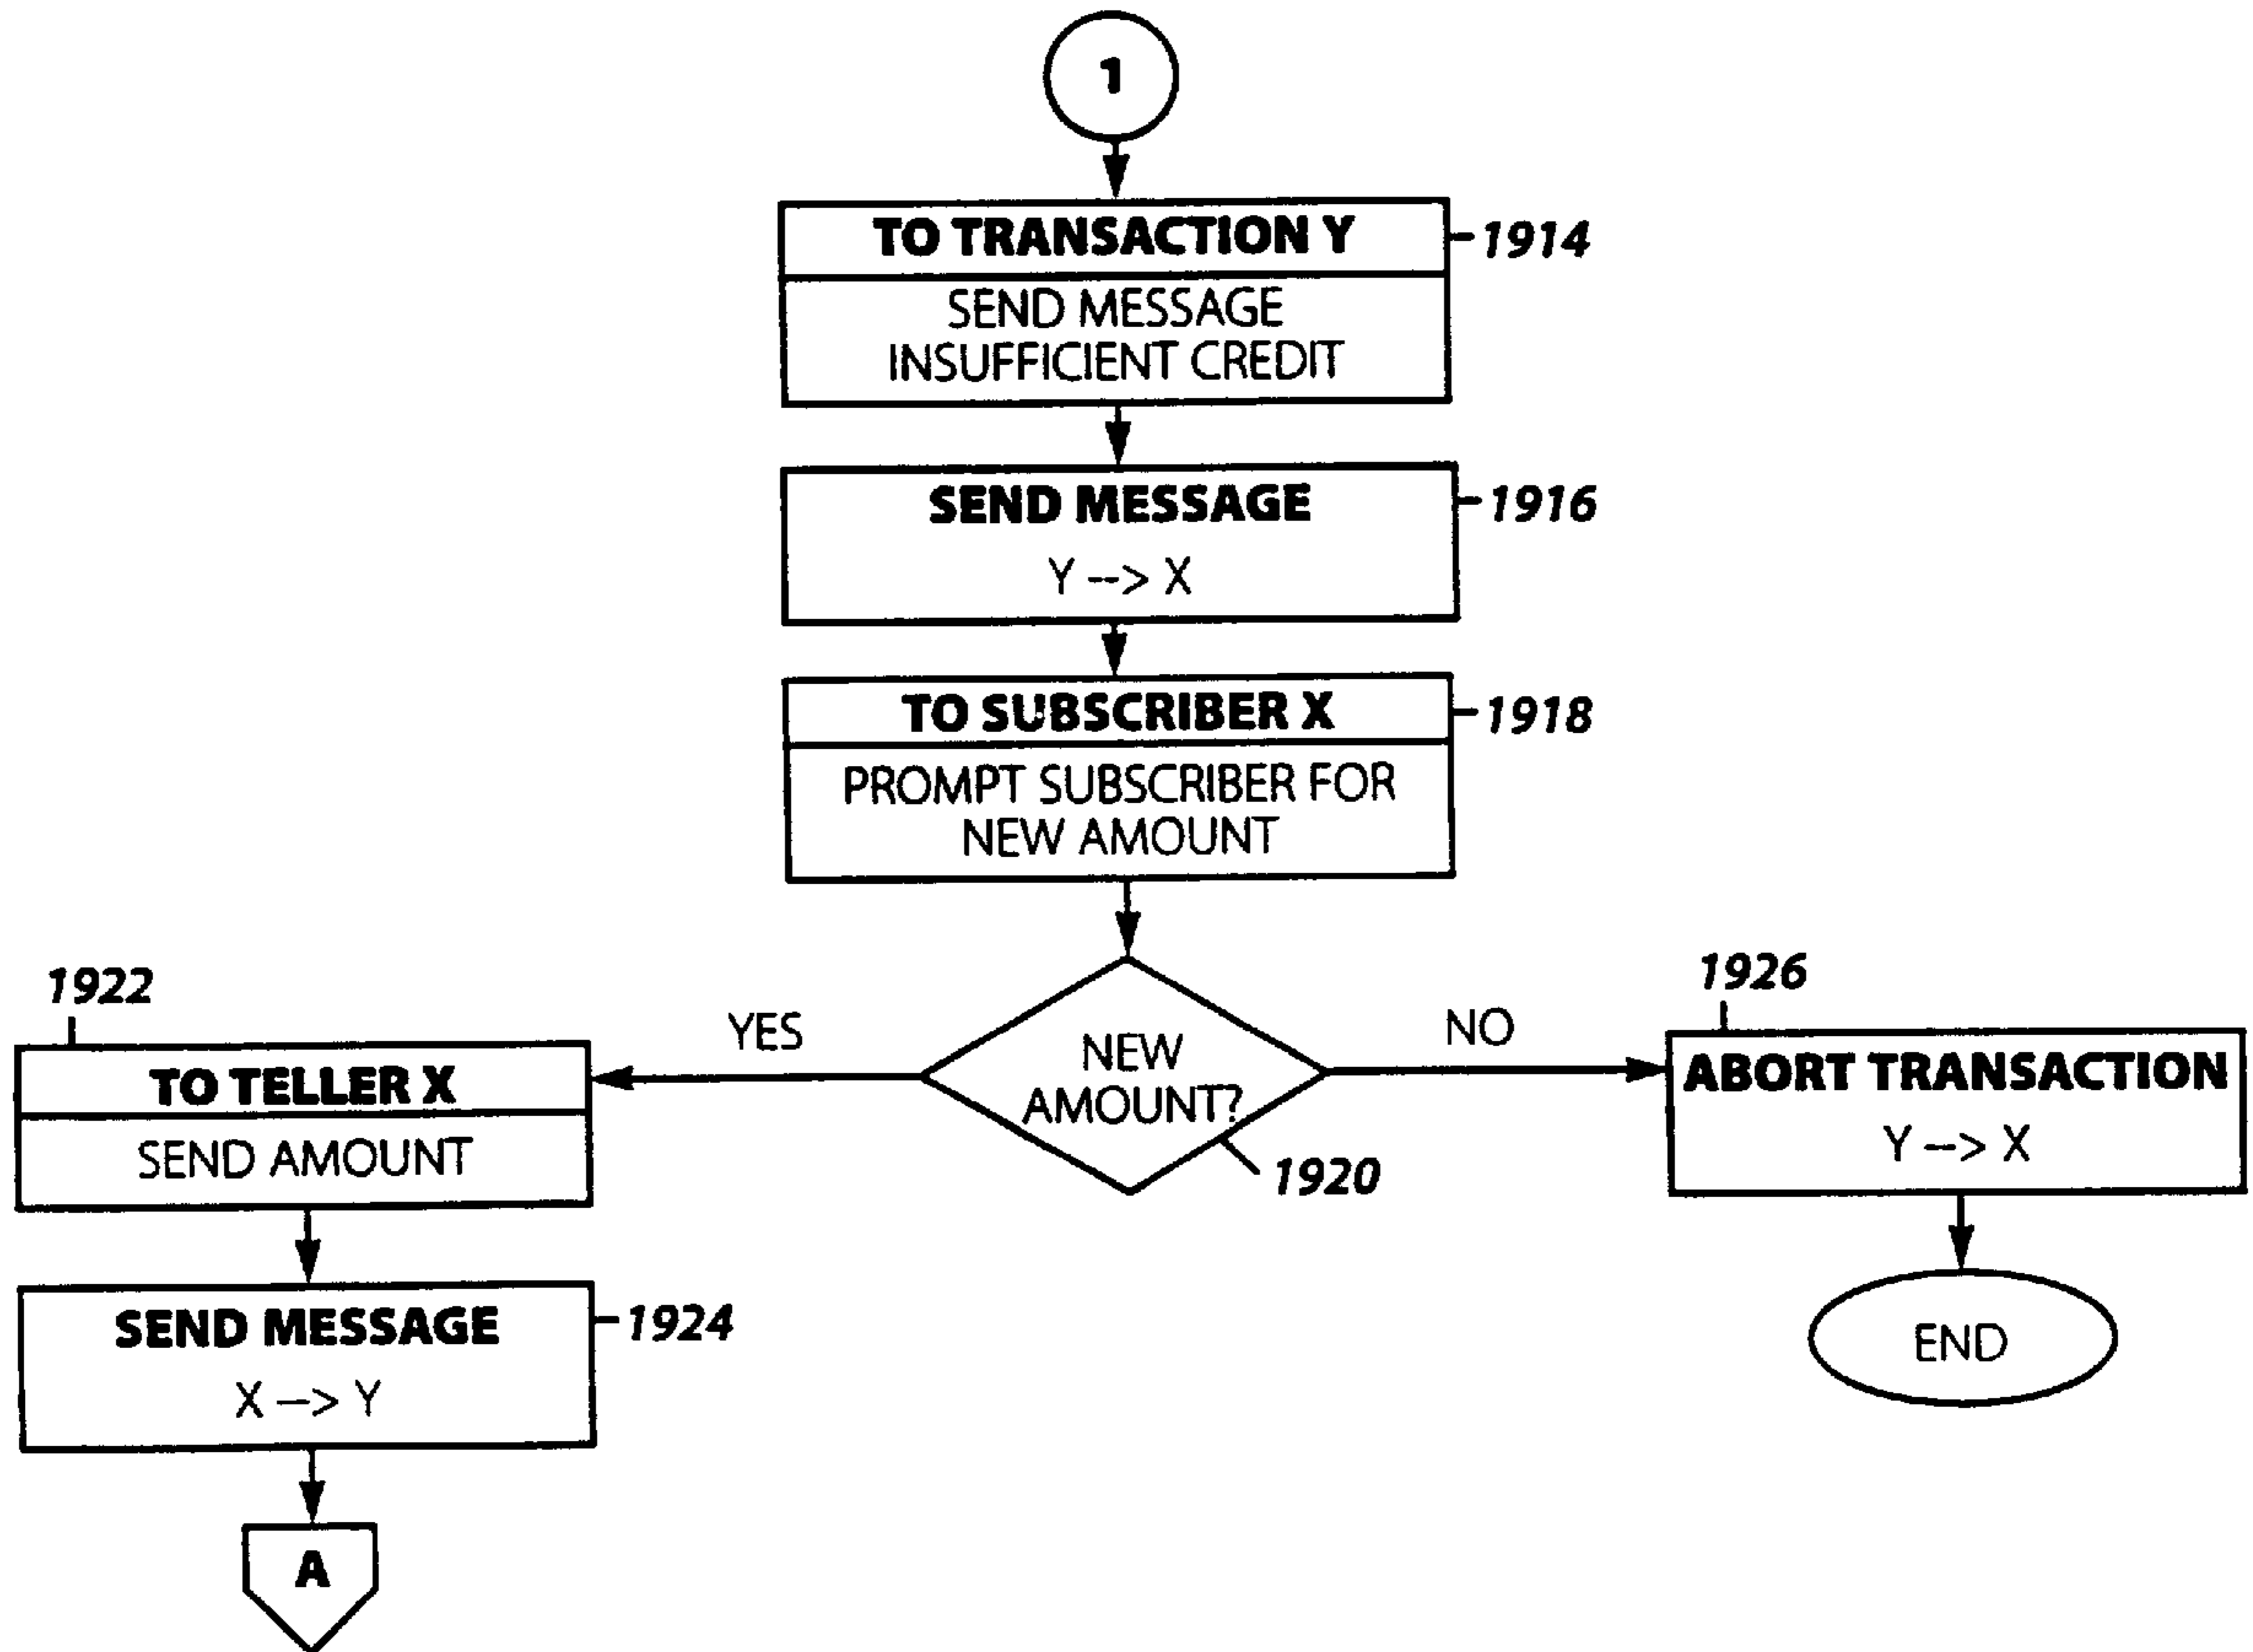 1
TO TRANSACTION Y
1914
SEND MESSAGE
INSUFFICIENT CREDIT
SEND MESSAGE
1916
Y --> X
TO SUBSCRIBER X
1918
PROMPT SUBSCRIBER FOR
NEW AMOUNT
1922
YES
NEW
AMOUNT?
1920
NO
1926
TO TELLER X
SEND AMOUNT
ABORT TRANSACTION
Y --> X
SEND MESSAGE
1924
X --> Y
END
A